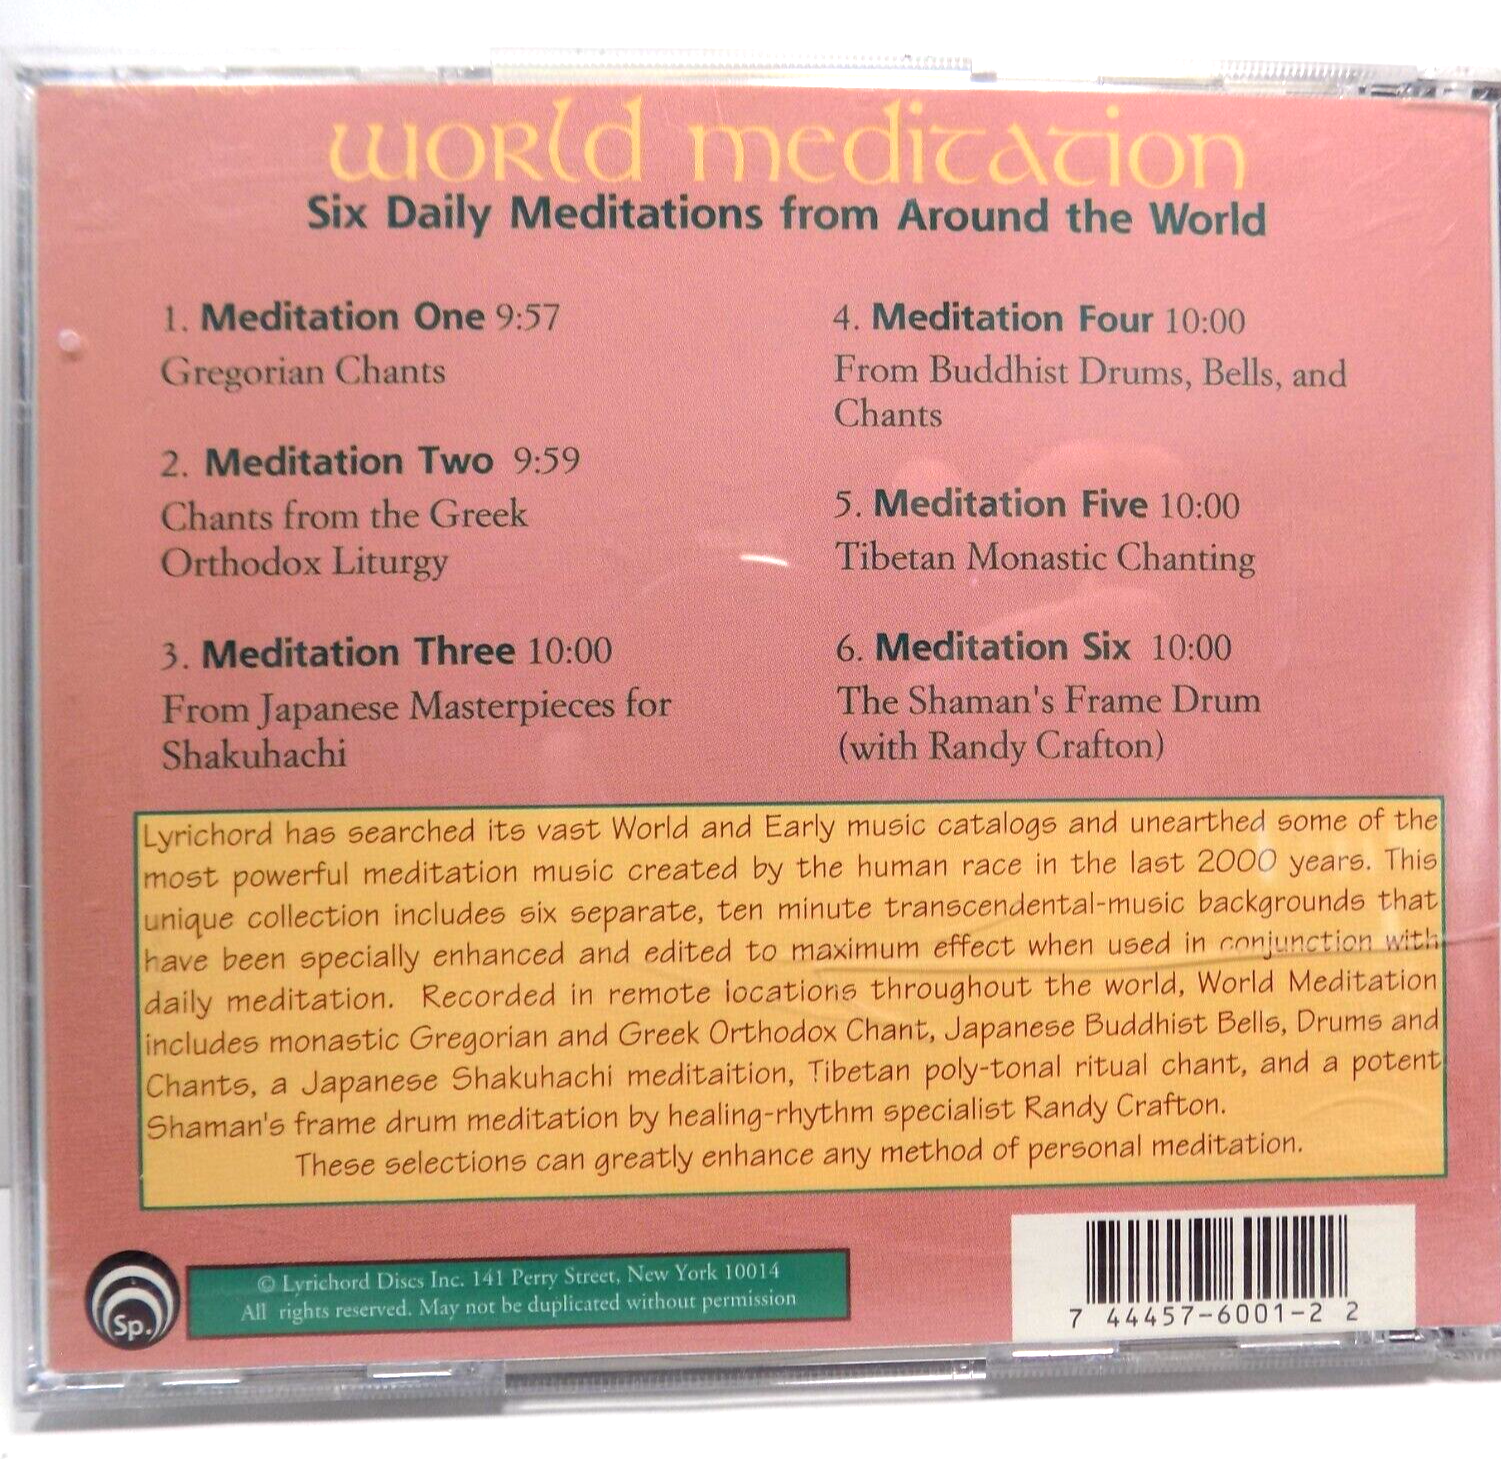 world meditation
Six Daily Meditations from Around the World
1. Meditation One 9:57
Gregorian Chants
2. Meditation Two 9:59
Chants from the Greek
Orthodox Liturgy
3. Meditation Three 10:00
From Japanese Masterpieces for
Shakuhachi
4. Meditation Four 10:00
From Buddhist Drums, Bells, and
Chants
5. Meditation Five 10:00
Tibetan Monastic Chanting
6. Meditation Six 10:00
The Shaman's Frame Drum
(with Randy Crafton)
Lyrichord has searched its vast World and Early music catalogs and unearthed some of the
most powerful meditation music created by the human race in the last 2000 years. This
unique collection includes six separate, ten minute transcendental-music backgrounds that
have been specially enhanced and edited to maximum effect when used in conjunction with
daily meditation. Recorded in remote locations throughout the world, World Meditation
includes monastic Gregorian and Greek Orthodox Chant, Japanese Buddhist Bells, Drums and
Chants, a Japanese Shakuhachi meditaition, Tibetan poly-tonal ritual chant, and a potent
Shaman's frame drum meditation by healing-rhythm specialist Randy Crafton.
These selections can greatly enhance any method of personal meditation.
Sp.
© Lyrichord Discs Inc. 141 Perry Street, New York 10014
All rights reserved. May not be duplicated without permission
7 44457-6001-2 2